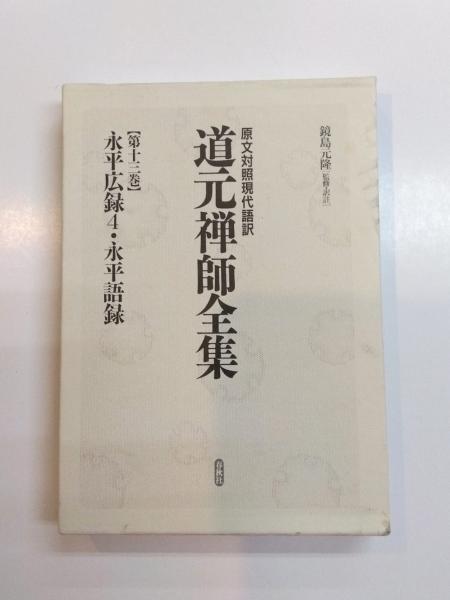 鏡島元隆［監修・訳註］
原文対照現代語訳
道元禅師全集
【第十三巻】
永平広録4・永平語録
春秋社